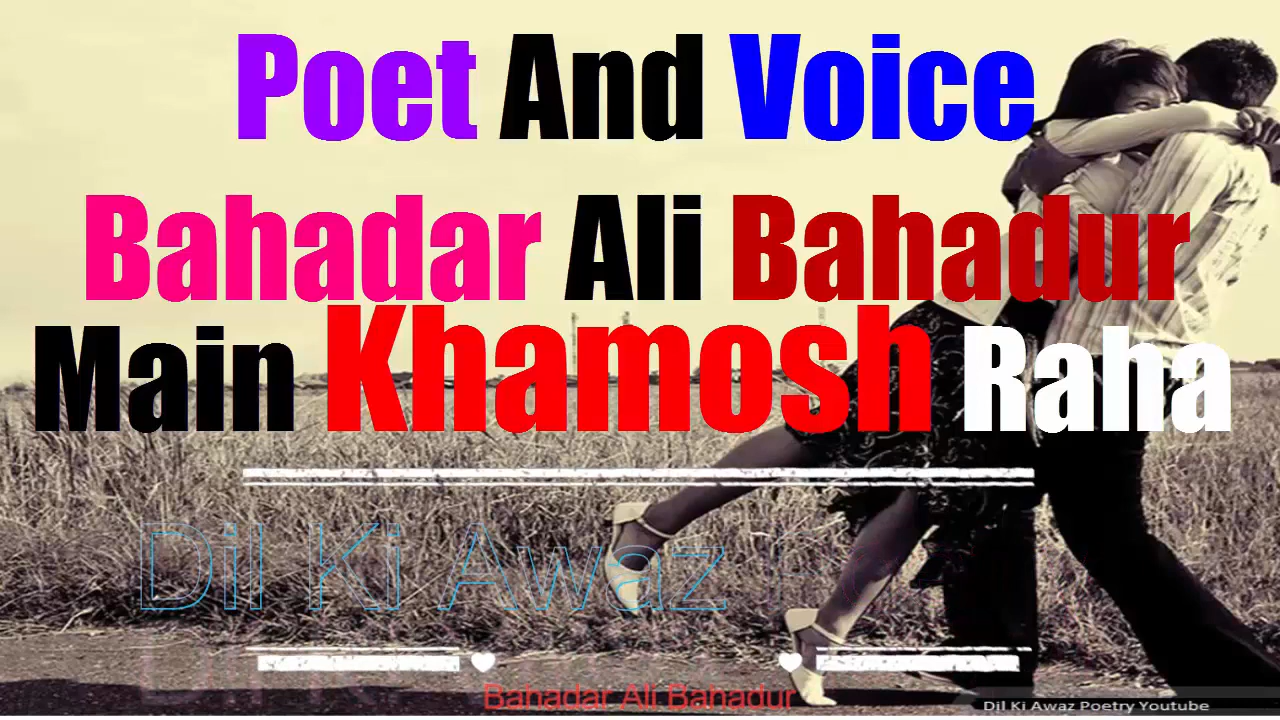 Poet And Voice
Bahadar Ali Bahadur
Main Khamosh Raha
Dil Ki Awaz
Bahadar Ali Bahadur
Dil Ki Awaz Poetry Youtube